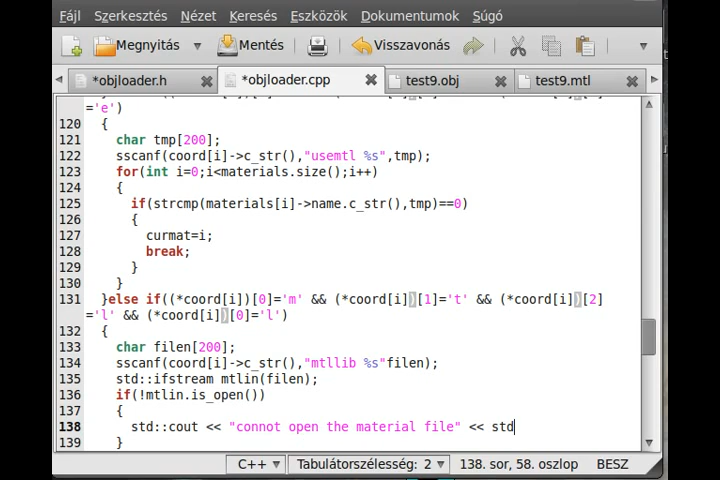 Fájl Szerkesztés Nézet Keresés Eszközök Dokumentumok Súgó
Megnyitás Mentés Visszavonás
*objloader.h *objloader.cpp test9.obj test9.mtl
='e')
120 {
121 char tmp[200];
122 sscanf(coord[i]->c_str(),"usemtl %s",tmp);
123 for(int i=0;i<materials.size();i++)
124 {
125 if(strcmp(materials[i]->name.c_str(),tmp)==0)
126 {
127 curmat=i;
128 break;
129 }
130 }
131 }else if((*coord[i])[0]='m' && (*coord[i])[1]='t' && (*coord[i])[2]
='l' && (*coord[i])[0]='l')
132 {
133 char filen[200];
134 sscanf(coord[i]->c_str(),"mtllib %s"filen);
135 std::ifstream mtlin(filen);
136 if(!mtlin.is_open())
137 {
138 std::cout << "connot open the material file" << std
139 }
C++ Tabulátorszélesség: 2 138. sor, 58. oszlop BESZ